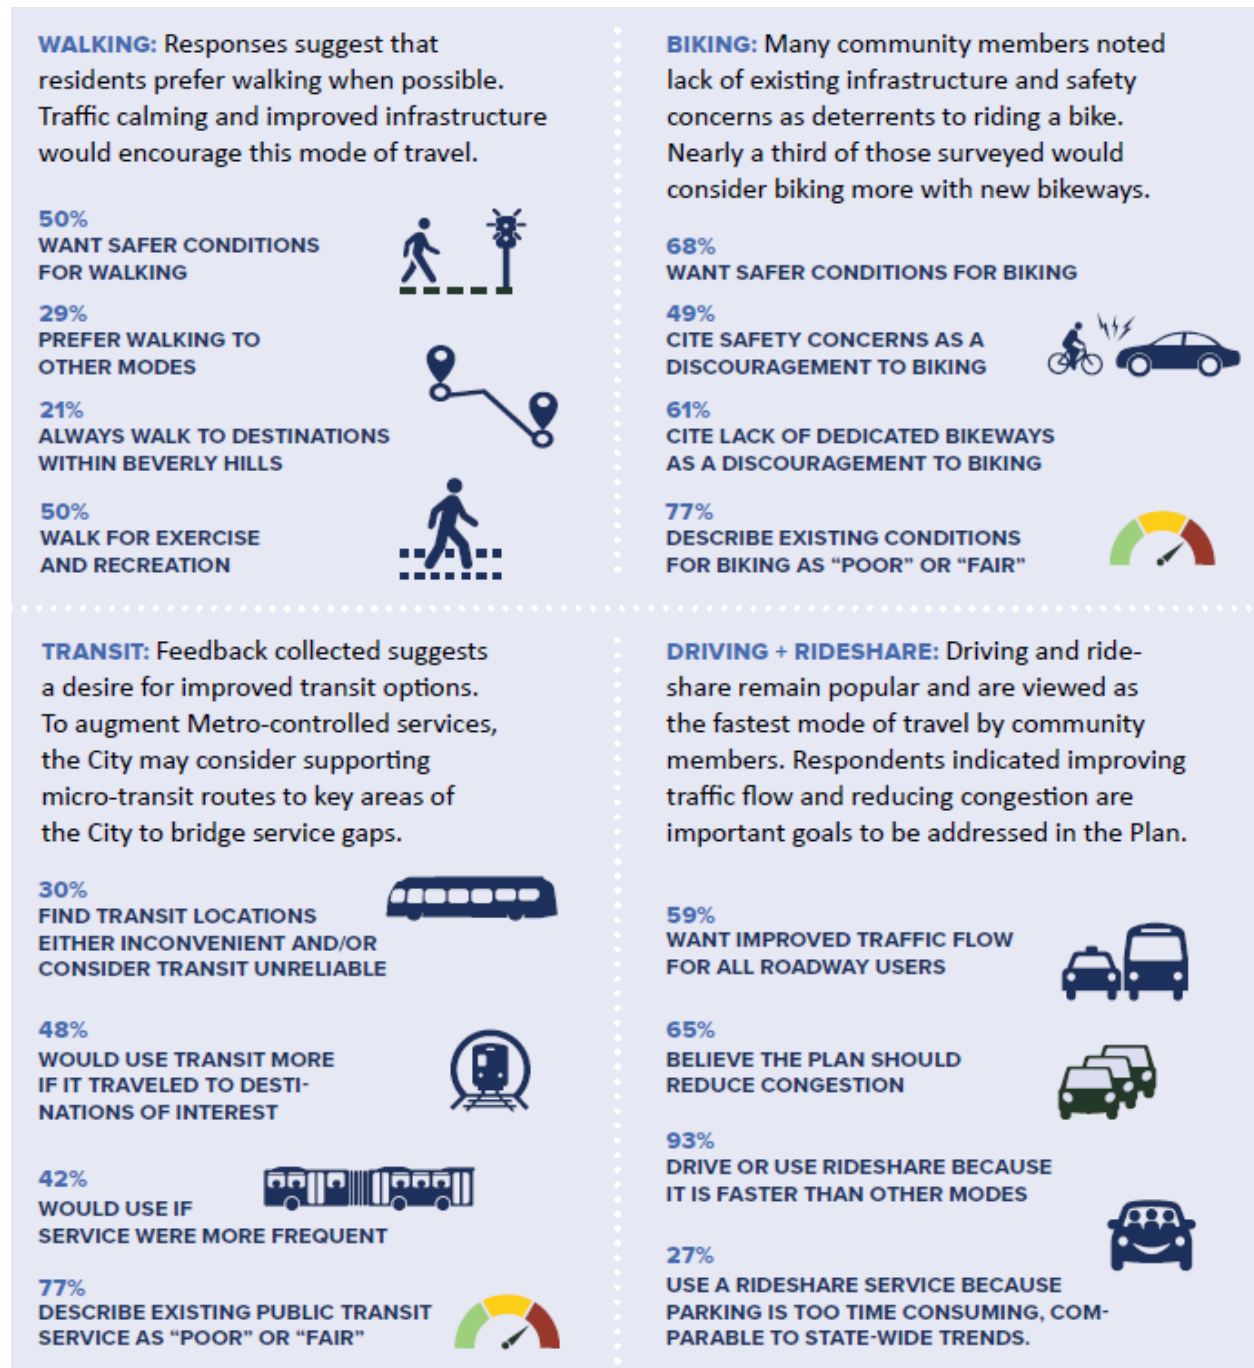 WALKING: Responses suggest that
residents prefer walking when possible.
Traffic calming and improved infrastructure
would encourage this mode of travel.
50%
WANT SAFER CONDITIONS
FOR WALKING
29%
PREFER WALKING TO
OTHER MODES
21%
ALWAYS WALK TO DESTINATIONS
WITHIN BEVERLY HILLS
50%
WALK FOR EXERCISE
AND RECREATION
BIKING: Many community members noted
lack of existing infrastructure and safety
concerns as deterrents to riding a bike.
Nearly a third of those surveyed would
consider biking more with new bikeways.
68%
WANT SAFER CONDITIONS FOR BIKING
49%
CITE SAFETY CONCERNS AS A
DISCOURAGEMENT TO BIKING
61%
CITE LACK OF DEDICATED BIKEWAYS
AS A DISCOURAGEMENT TO BIKING
77%
DESCRIBE EXISTING CONDITIONS
FOR BIKING AS “POOR” OR “FAIR”
TRANSIT: Feedback collected suggests
a desire for improved transit options.
To augment Metro-controlled services,
the City may consider supporting
micro-transit routes to key areas of
the City to bridge service gaps.
30%
FIND TRANSIT LOCATIONS
EITHER INCONVENIENT AND/OR
CONSIDER TRANSIT UNRELIABLE
48%
WOULD USE TRANSIT MORE
IF IT TRAVELED TO DESTI-
NATIONS OF INTEREST
42%
WOULD USE IF
SERVICE WERE MORE FREQUENT
77%
DESCRIBE EXISTING PUBLIC TRANSIT
SERVICE AS “POOR” OR “FAIR”
DRIVING + RIDESHARE: Driving and ride-
share remain popular and are viewed as
the fastest mode of travel by community
members. Respondents indicated improving
traffic flow and reducing congestion are
important goals to be addressed in the Plan.
59%
WANT IMPROVED TRAFFIC FLOW
FOR ALL ROADWAY USERS
65%
BELIEVE THE PLAN SHOULD
REDUCE CONGESTION
93%
DRIVE OR USE RIDESHARE BECAUSE
IT IS FASTER THAN OTHER MODES
27%
USE A RIDESHARE SERVICE BECAUSE
PARKING IS TOO TIME CONSUMING, COM-
PARABLE TO STATE-WIDE TRENDS.